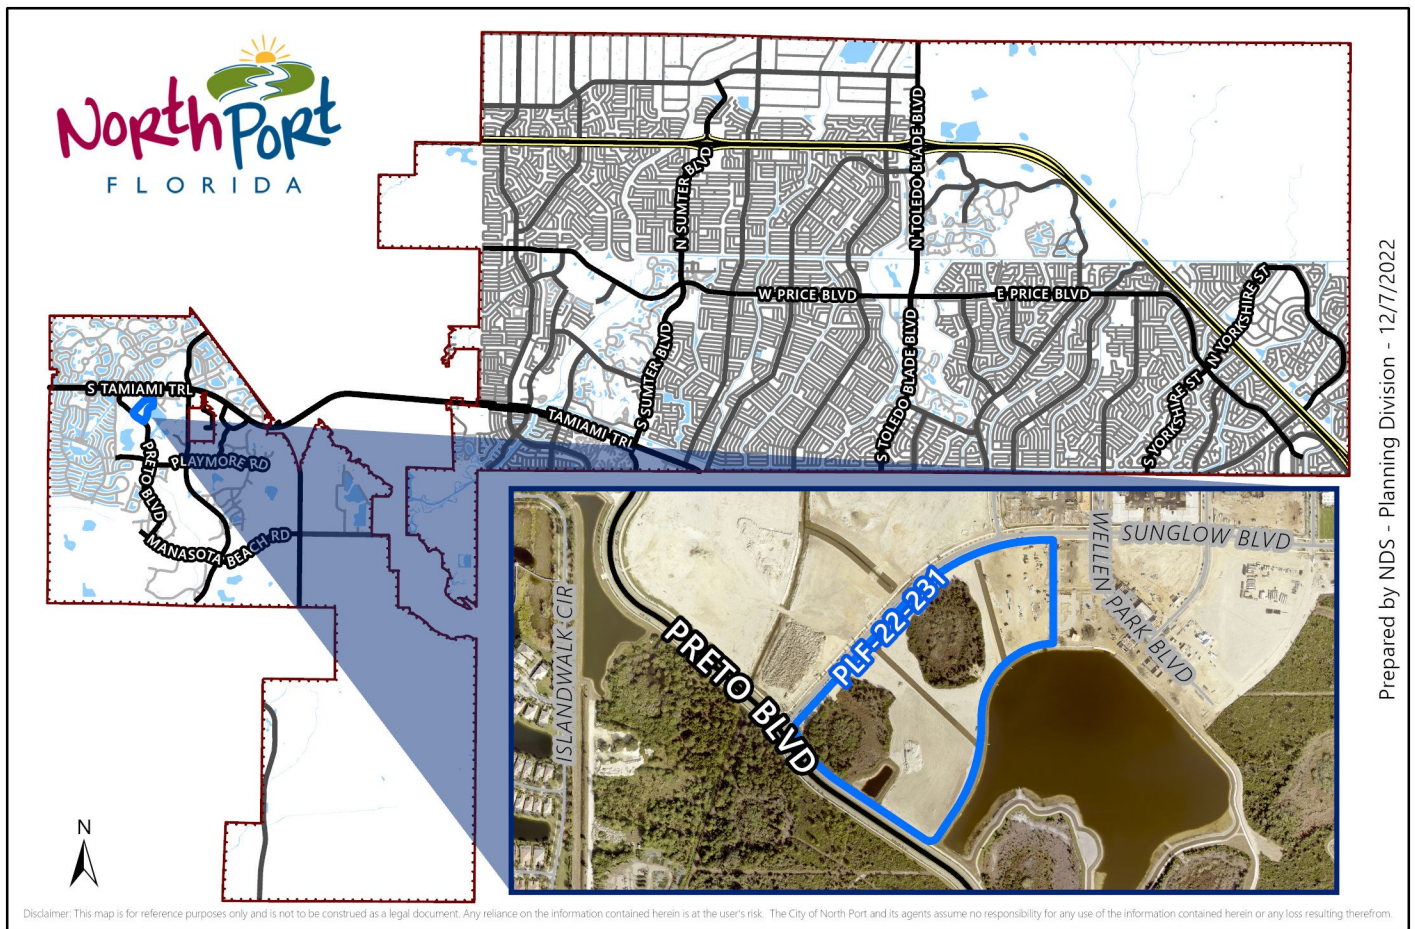 North Port
FLORIDA
N SUMTER BLVD
N TOLEDO BLADE BLVD
W PRICE BLVD
E PRICE BLVD
N YORKSHIRE ST
S YORKSHIRE ST
S SUMTER BLVD
S TOLEDO BLADE BLVD
S TAMIAMI TRL
TAMIAMI TRL
PLAYMORE RD
PRETO BLVD
MANASOTA BEACH RD
SUNGLOW BLVD
WELLEN PARK BLVD
ISLANDWALK CIR
PLF-22-231
PRETO BLVD
N
Prepared by NDS - Planning Division - 12/7/2022
Disclaimer: This map is for reference purposes only and is not to be construed as a legal document. Any reliance on the information contained herein is at the user's risk. The City of North Port and its agents assume no responsibility for any use of the information contained herein or any loss resulting therefrom.